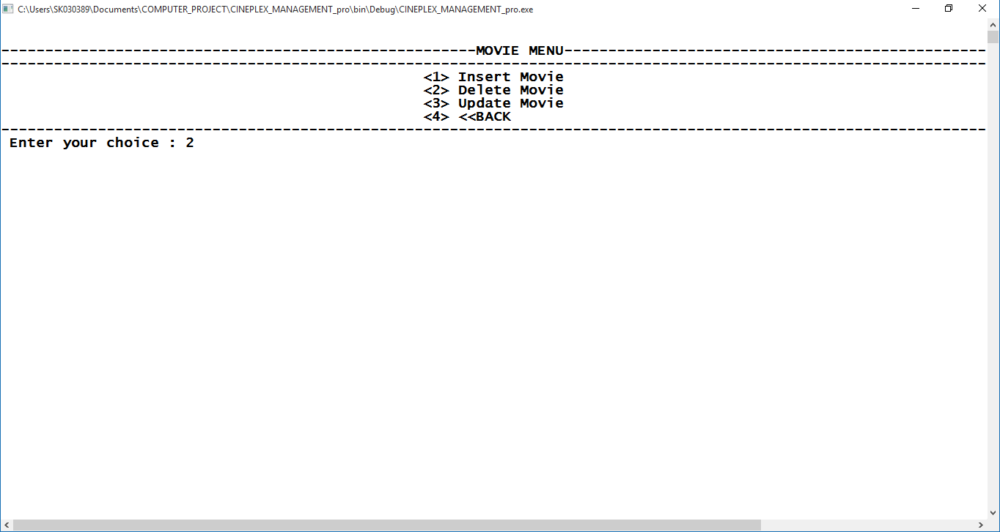 C:\Users\SK030389\Documents\COMPUTER_PROJECT\CINEPLEX_MANAGEMENT_pro\bin\Debug\CINEPLEX_MANAGEMENT_pro.exe
------------------------------------------------------MOVIE MENU------------------------------------------------
----------------------------------------------------------------------------------------------------------------
<1> Insert Movie
<2> Delete Movie
<3> Update Movie
<4> <<BACK
----------------------------------------------------------------------------------------------------------------
Enter your choice : 2